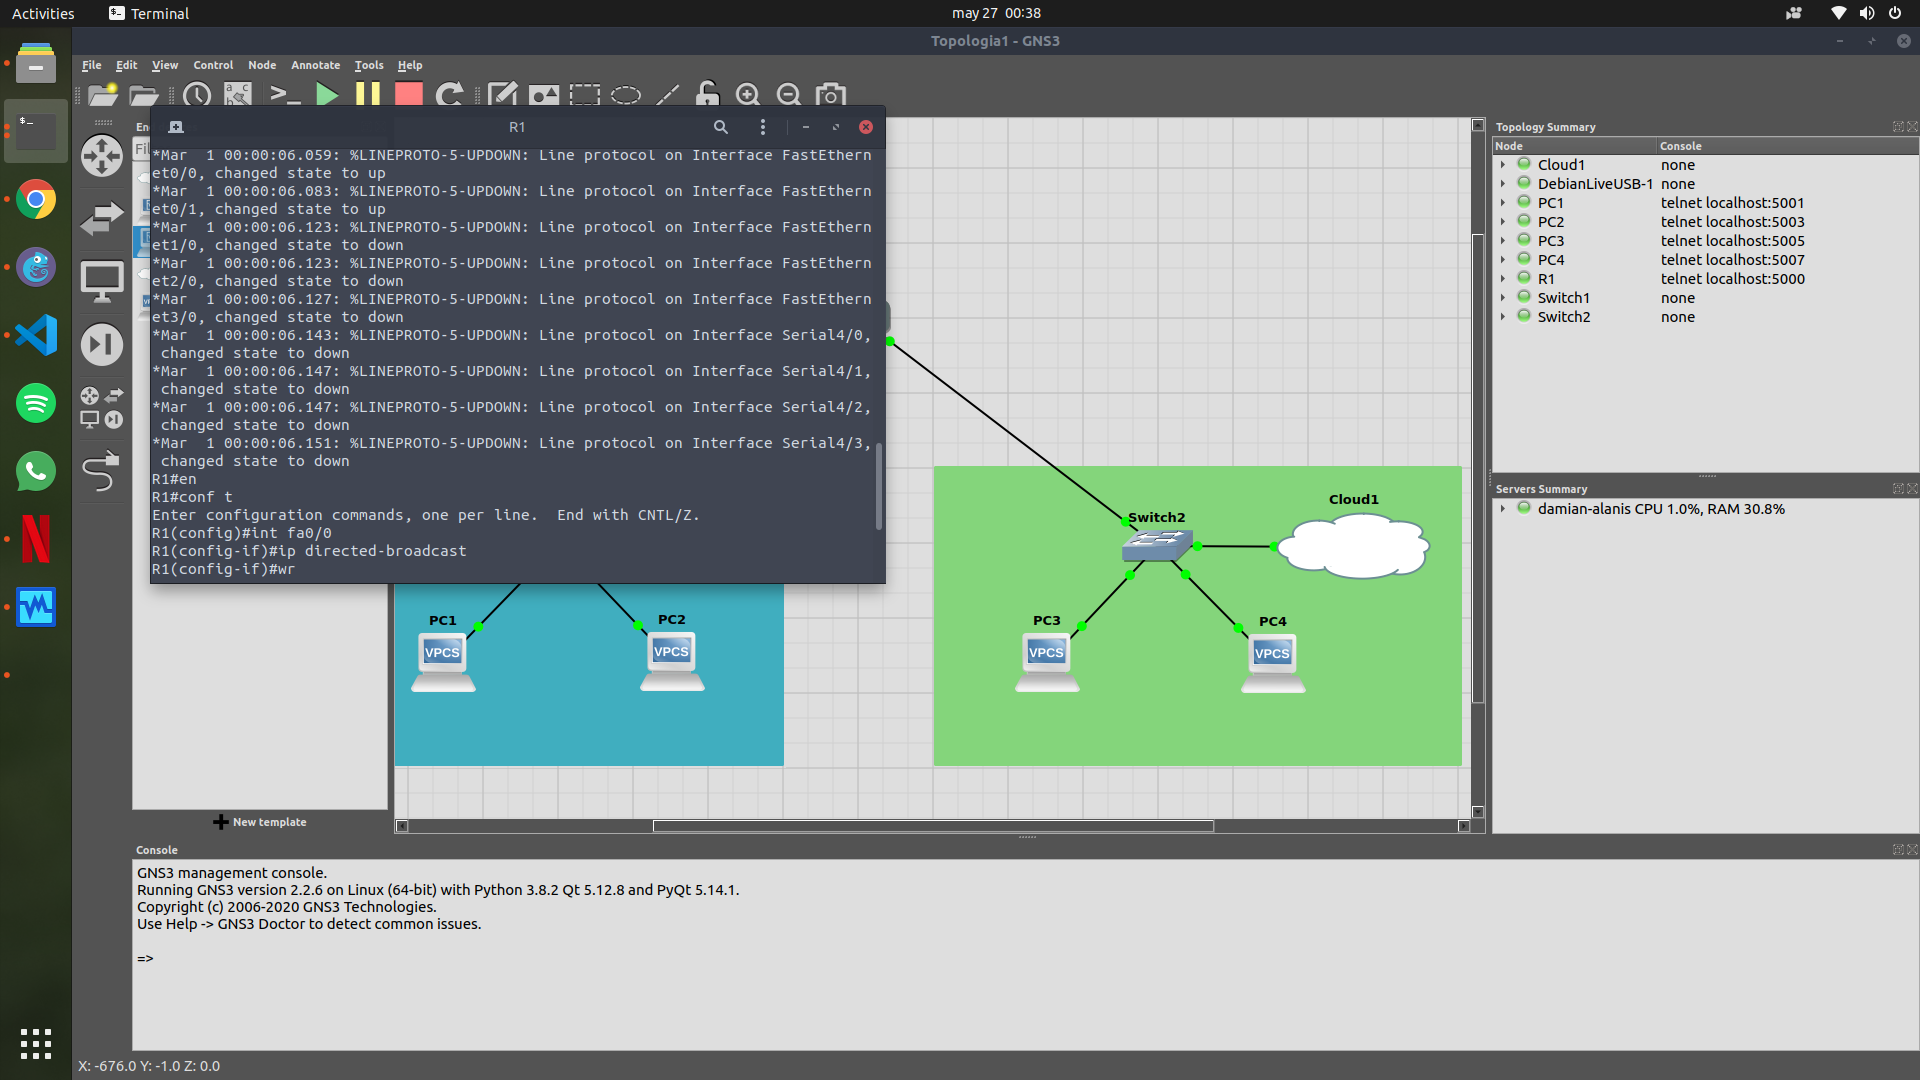 Activities
Terminal
may 27  00:38
Topologia1 - GNS3
File Edit View Control Node Annotate Tools Help
R1
*Mar  1 00:00:06.059: %LINEPROTO-5-UPDOWN: Line protocol on Interface FastEthern
et0/0, changed state to up
*Mar  1 00:00:06.083: %LINEPROTO-5-UPDOWN: Line protocol on Interface FastEthern
et0/1, changed state to up
*Mar  1 00:00:06.123: %LINEPROTO-5-UPDOWN: Line protocol on Interface FastEthern
et1/0, changed state to down
*Mar  1 00:00:06.123: %LINEPROTO-5-UPDOWN: Line protocol on Interface FastEthern
et2/0, changed state to down
*Mar  1 00:00:06.127: %LINEPROTO-5-UPDOWN: Line protocol on Interface FastEthern
et3/0, changed state to down
*Mar  1 00:00:06.143: %LINEPROTO-5-UPDOWN: Line protocol on Interface Serial4/0,
 changed state to down
*Mar  1 00:00:06.147: %LINEPROTO-5-UPDOWN: Line protocol on Interface Serial4/1,
 changed state to down
*Mar  1 00:00:06.147: %LINEPROTO-5-UPDOWN: Line protocol on Interface Serial4/2,
 changed state to down
*Mar  1 00:00:06.151: %LINEPROTO-5-UPDOWN: Line protocol on Interface Serial4/3,
 changed state to down
R1#en
R1#conf t
Enter configuration commands, one per line.  End with CNTL/Z.
R1(config)#int fa0/0
R1(config-if)#ip directed-broadcast
R1(config-if)#wr
PC1
VPCS
PC2
VPCS
Switch2
Cloud1
PC3
VPCS
PC4
VPCS
New template
Topology Summary
Node Console
Cloud1 none
DebianLiveUSB-1 none
PC1 telnet localhost:5001
PC2 telnet localhost:5003
PC3 telnet localhost:5005
PC4 telnet localhost:5007
R1 telnet localhost:5000
Switch1 none
Switch2 none
Servers Summary
damian-alanis CPU 1.0%, RAM 30.8%
Console
GNS3 management console.
Running GNS3 version 2.2.6 on Linux (64-bit) with Python 3.8.2 Qt 5.12.8 and PyQt 5.14.1.
Copyright (c) 2006-2020 GNS3 Technologies.
Use Help -> GNS3 Doctor to detect common issues.
=>
X: -676.0 Y: -1.0 Z: 0.0